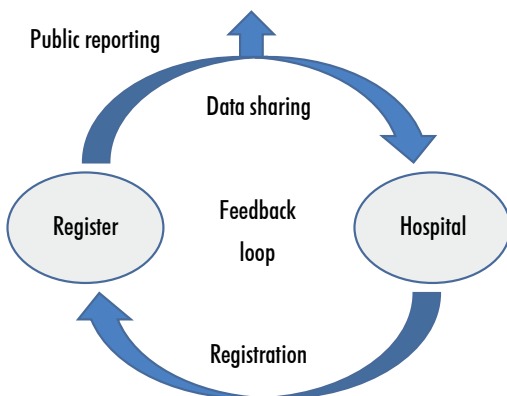 Public reporting
Data sharing
Register
Feedback
loop
Hospital
Registration